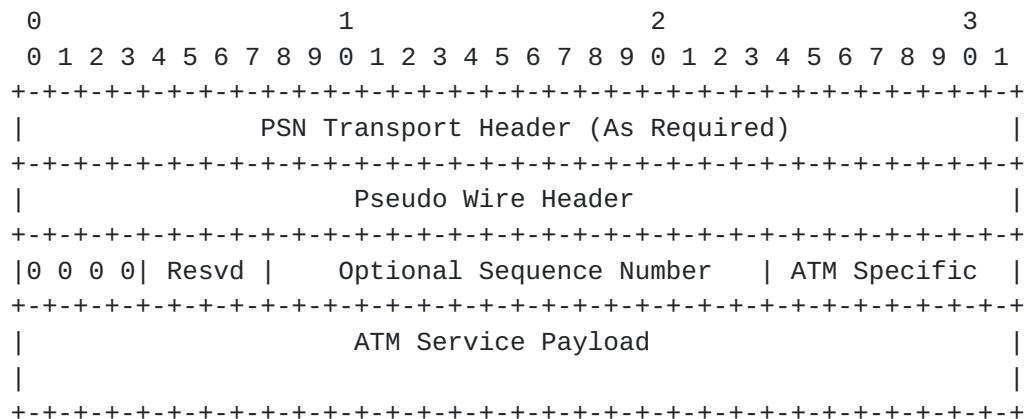 0                   1                   2                   3
 0 1 2 3 4 5 6 7 8 9 0 1 2 3 4 5 6 7 8 9 0 1 2 3 4 5 6 7 8 9 0 1
+-+-+-+-+-+-+-+-+-+-+-+-+-+-+-+-+-+-+-+-+-+-+-+-+-+-+-+-+-+-+-+-+
|               PSN Transport Header (As Required)              |
+-+-+-+-+-+-+-+-+-+-+-+-+-+-+-+-+-+-+-+-+-+-+-+-+-+-+-+-+-+-+-+-+
|                     Pseudo Wire Header                        |
+-+-+-+-+-+-+-+-+-+-+-+-+-+-+-+-+-+-+-+-+-+-+-+-+-+-+-+-+-+-+-+-+
|0 0 0 0| Resvd |    Optional Sequence Number   | ATM Specific  |
+-+-+-+-+-+-+-+-+-+-+-+-+-+-+-+-+-+-+-+-+-+-+-+-+-+-+-+-+-+-+-+-+
|                     ATM Service Payload                       |
|                                                               |
+-+-+-+-+-+-+-+-+-+-+-+-+-+-+-+-+-+-+-+-+-+-+-+-+-+-+-+-+-+-+-+-+